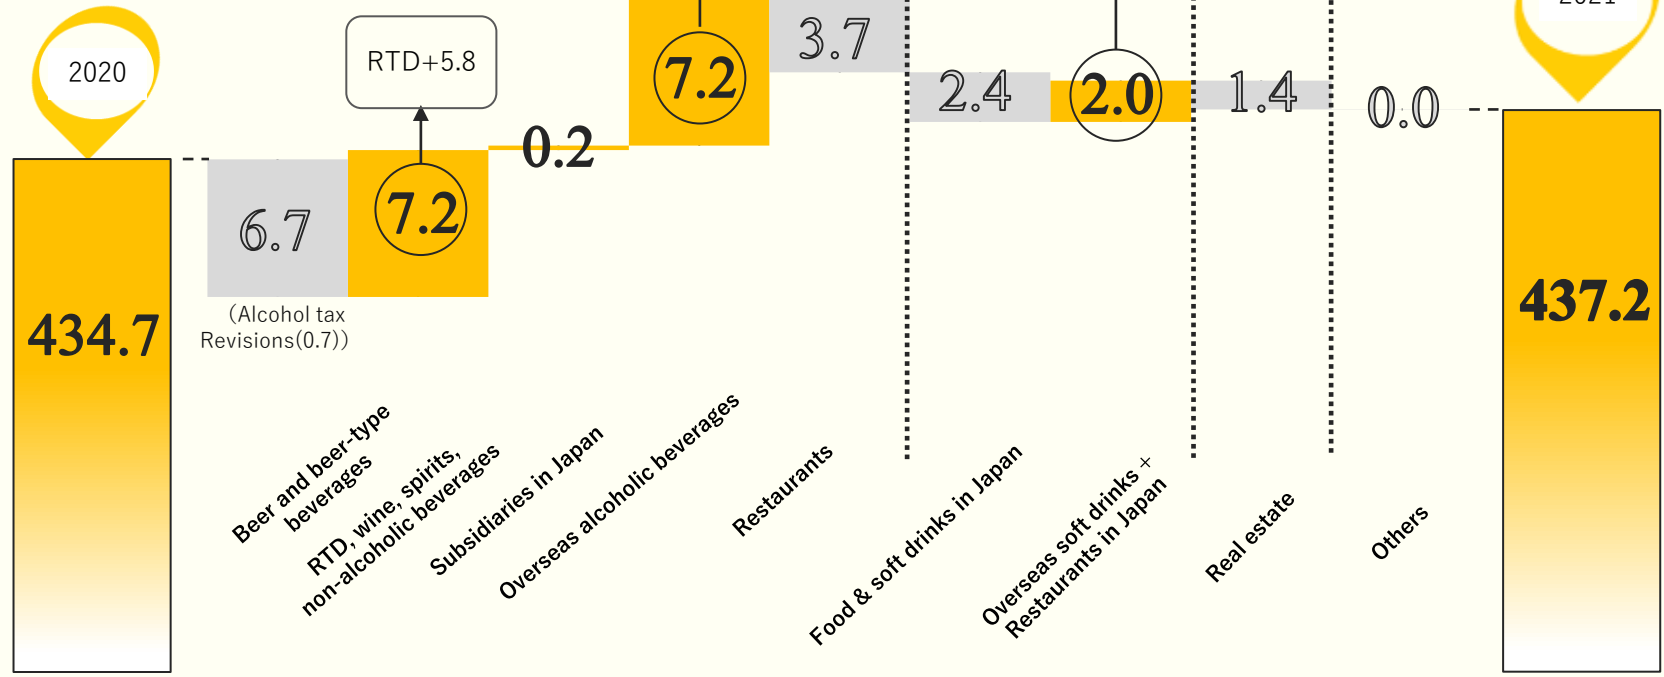 2020
2021
RTD+5.8
434.7
6.7
7.2
0.2
7.2
3.7
2.4
2.0
1.4
0.0
437.2
（Alcohol tax
Revisions(0.7)）
Beer and beer-type
beverages
RTD, wine, spirits,
non-alcoholic beverages
Subsidiaries in Japan
Overseas alcoholic beverages
Restaurants
Food & soft drinks in Japan
Overseas soft drinks +
Restaurants in Japan
Real estate
Others